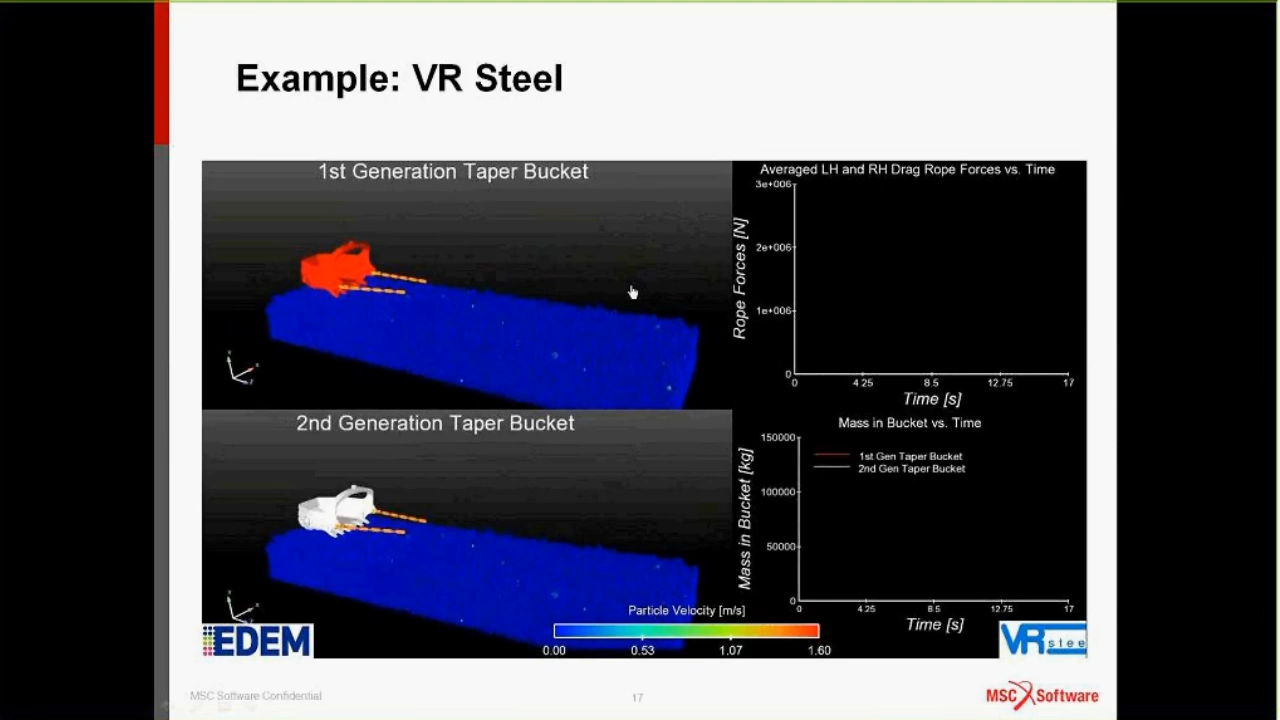 Example: VR Steel
1st Generation Taper Bucket
Averaged LH and RH Drag Rope Forces vs. Time
3e+006
2e+006
1e+006
0
Rope Forces [N]
0 4.25 8.5 12.75 17
Time [s]
2nd Generation Taper Bucket
Mass in Bucket vs. Time
150000
100000
50000
0
Mass in Bucket [kg]
1st Gen Taper Bucket
2nd Gen Taper Bucket
0 4.25 8.5 12.75 17
Time [s]
Particle Velocity [m/s]
0.00 0.53 1.07 1.60
EDEM
VR steel
MSC Software Confidential
17
MSC Software